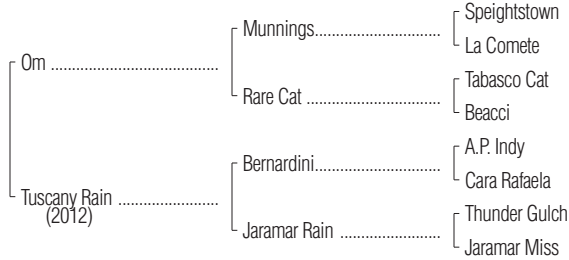 Speightstown
Munnings
La Comete
Om
Tabasco Cat
Rare Cat
Beacci
A.P. Indy
Bernardini
Cara Rafaela
Tuscany Rain
(2012)
Thunder Gulch
Jaramar Rain
Jaramar Miss